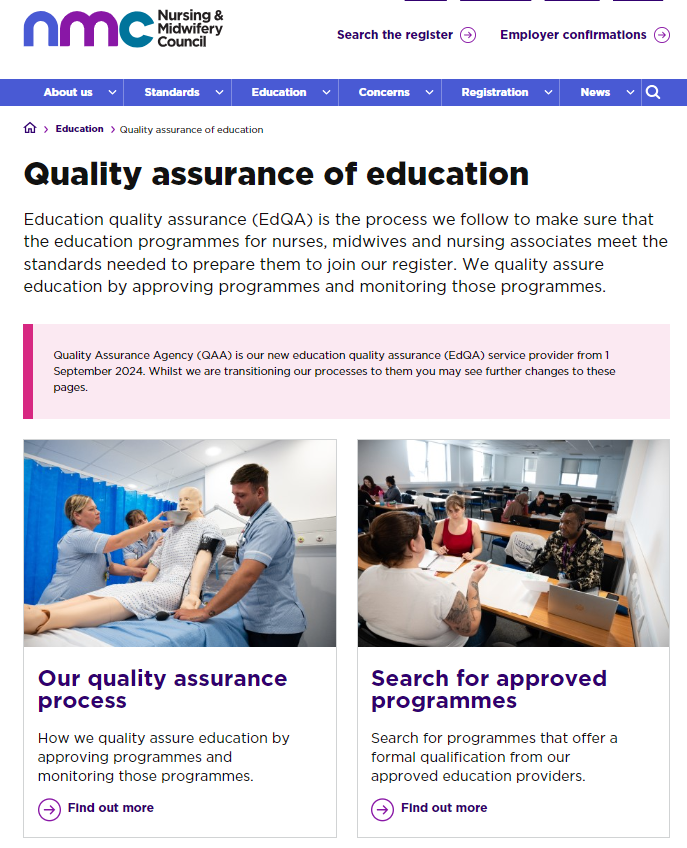 nmc Nursing &
Midwifery
Council
Search the register
Employer confirmations
About us
Standards
Education
Concerns
Registration
News
Education
Quality assurance of education
Quality assurance of education
Education quality assurance (EdQA) is the process we follow to make sure that
the education programmes for nurses, midwives and nursing associates meet the
standards needed to prepare them to join our register. We quality assure
education by approving programmes and monitoring those programmes.
Quality Assurance Agency (QAA) is our new education quality assurance (EdQA) service provider from 1
September 2024. Whilst we are transitioning our processes to them you may see further changes to these
pages.
Our quality assurance
process
How we quality assure education by
approving programmes and
monitoring those programmes.
Find out more
Search for approved
programmes
Search for programmes that offer a
formal qualification from our
approved education providers.
Find out more